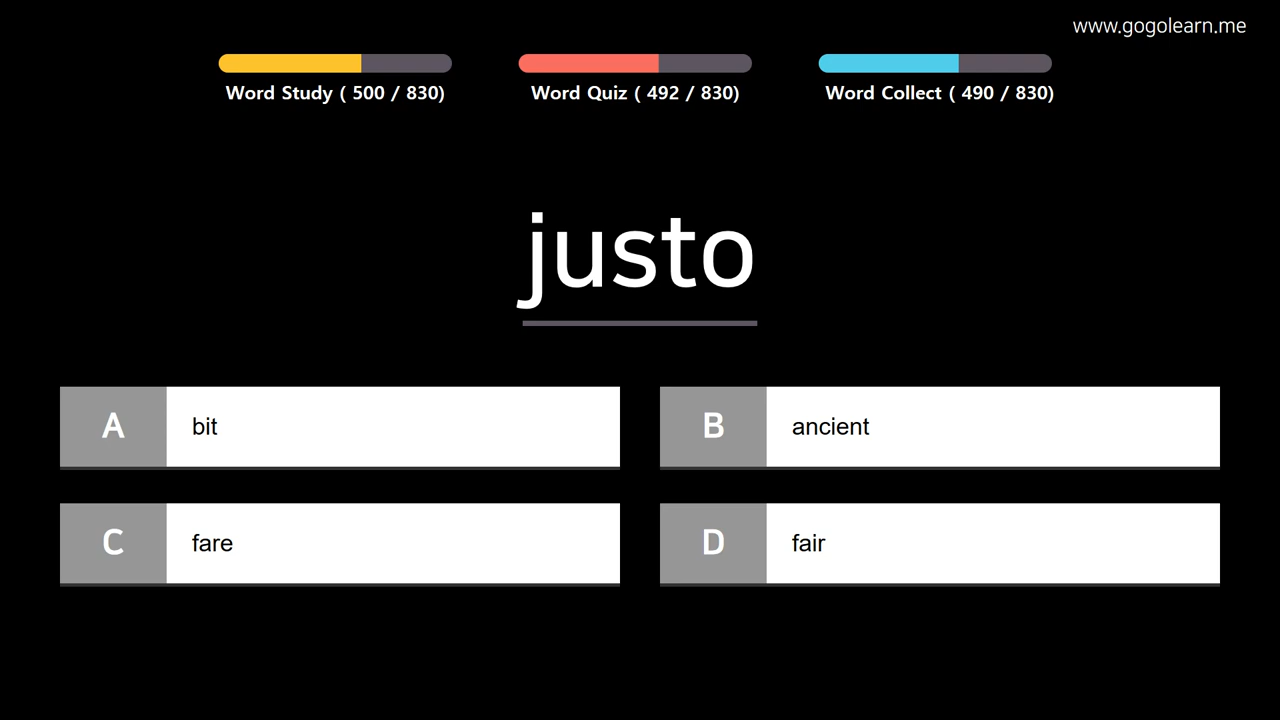 www.gogolearn.me
Word Study ( 500 / 830)
Word Quiz ( 492 / 830)
Word Collect ( 490 / 830)
justo
A bit
B ancient
C fare
D fair